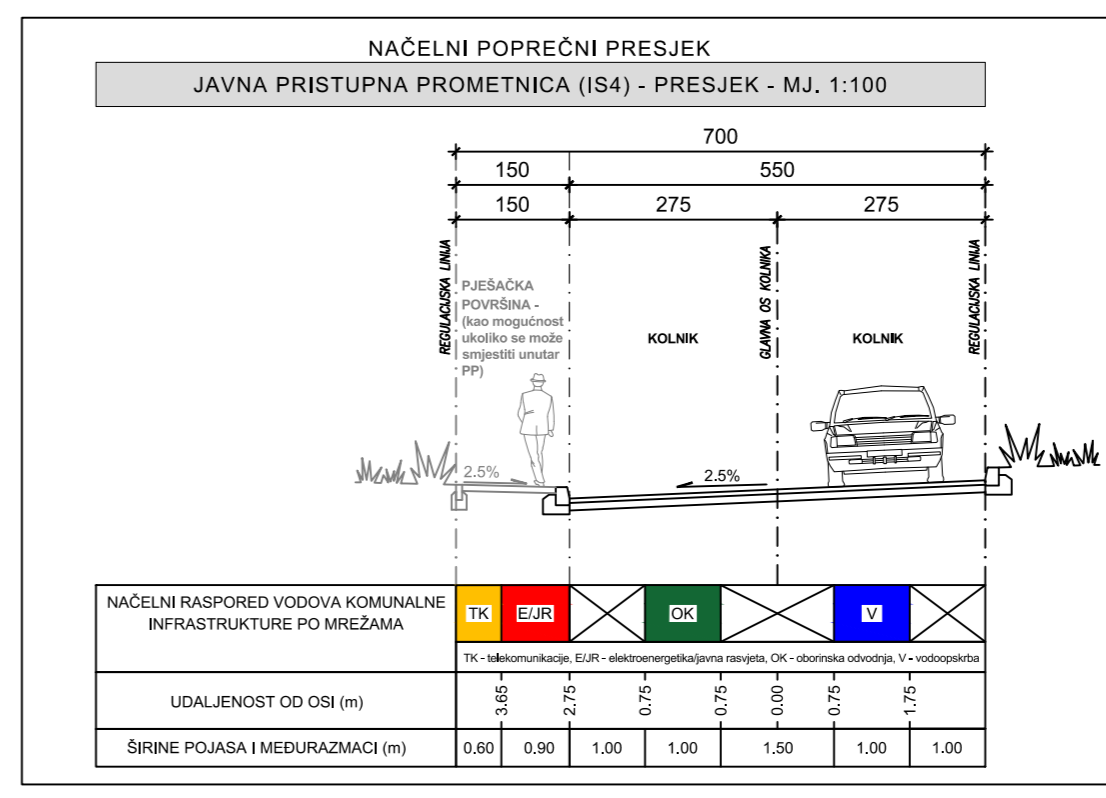 NAČELNI POPREČNI PRESJEK
JAVNA PRISTUPNA PROMETNICA (IS4) - PRESJEK - MJ. 1:100
700
150 550
150 275 275
REGULACIJSKA LINIJA
PJEŠAČKA
POVRŠINA -
(kao mogućnost
ukoliko se može
smjestiti unutar
PP)
KOLNIK
GLAVNA OS KOLNIKA
KOLNIK
REGULACIJSKA LINIJA
2.5%
2.5%
NAČELNI RASPORED VODOVA KOMUNALNE
INFRASTRUKTURE PO MREŽAMA
TK E/JR OK V
TK - telekomunikacije, E/JR - elektroenergetika/javna rasvjeta, OK - oborinska odvodnja, V - vodoopskrba
UDALJENOST OD OSI (m)
3.65 2.75 0.75 0.75 0.00 0.75 1.75
ŠIRINE POJASA I MEĐURAZMACI (m)
0.60 0.90 1.00 1.00 1.50 1.00 1.00